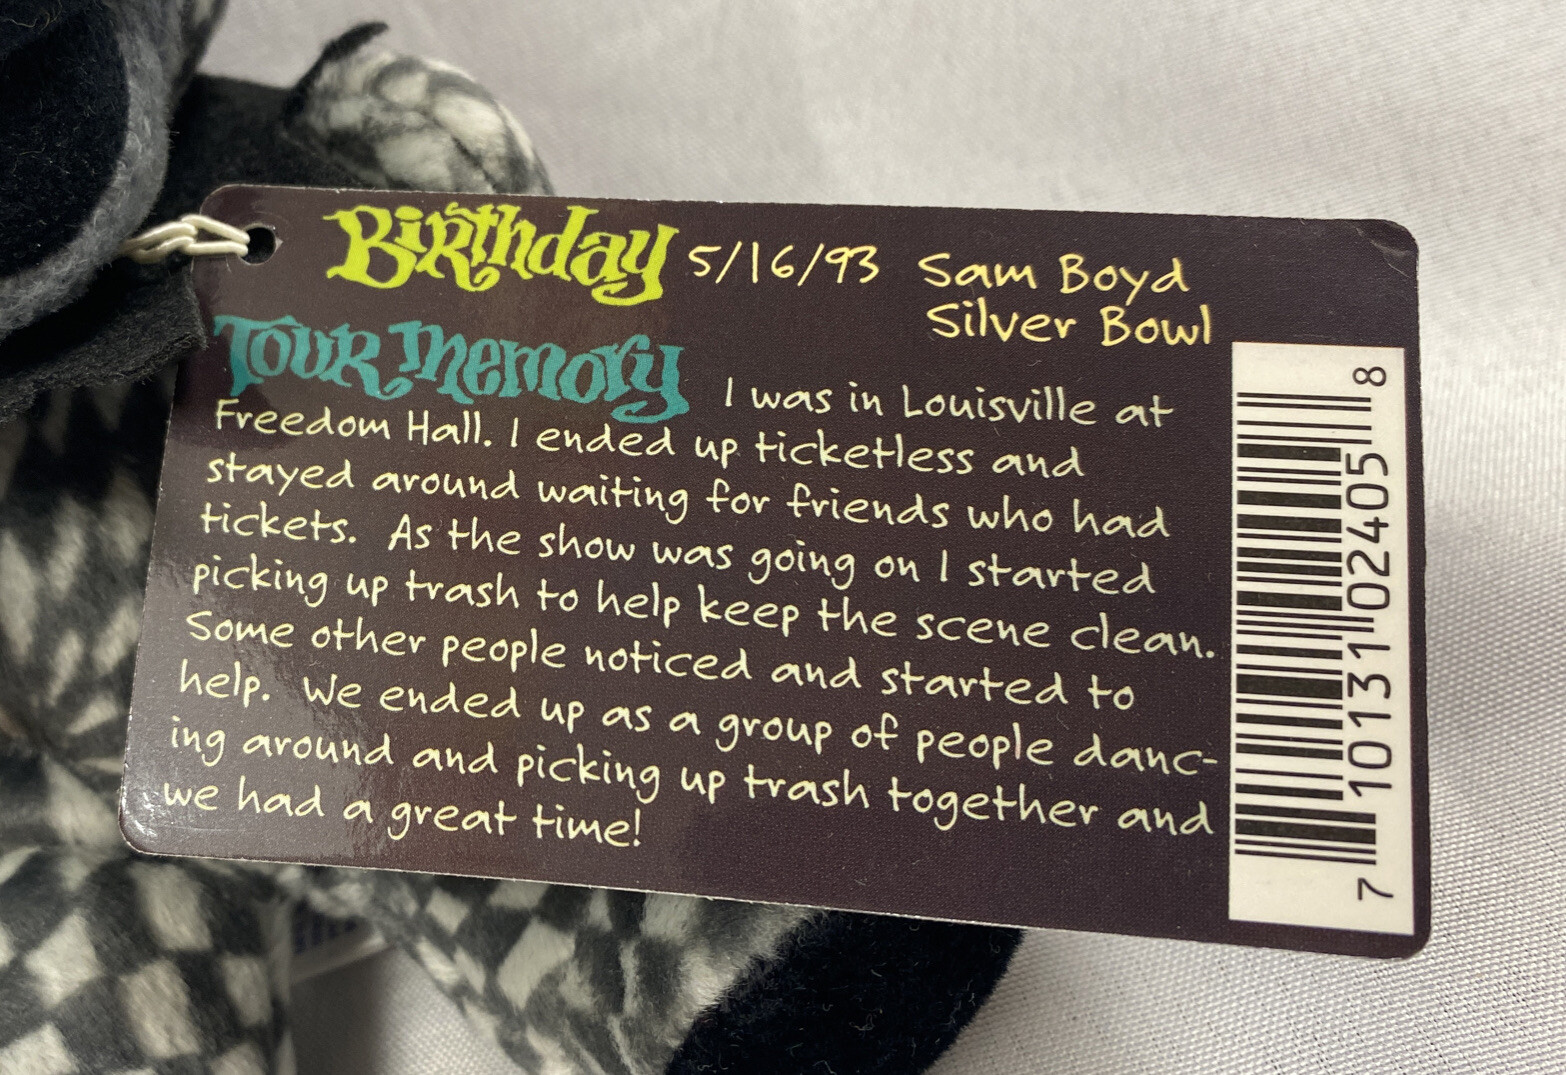 Birthday 5/16/93 Sam Boyd
Silver Bowl
Tour Memory I was in Louisville at
Freedom Hall. I ended up ticketless and
stayed around waiting for friends who had
tickets. As the show was going on I started
picking up trash to help keep the scene clean.
Some other people noticed and started to
help. We ended up as a group of people danc-
ing around and picking up trash together and
we had a great time!
7 10131 02405 8